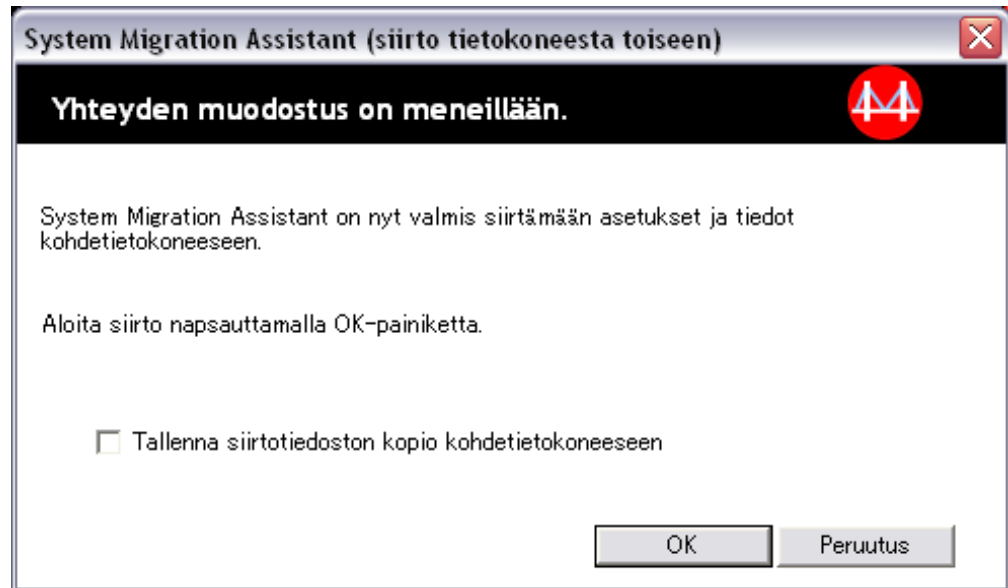 System Migration Assistant (siirto tietokoneesta toiseen)
Yhteyden muodostus on meneillään.
System Migration Assistant on nyt valmis siirtämään asetukset ja tiedot
kohdetietokoneeseen.
Aloita siirto napsauttamalla OK-painiketta.
Tallenna siirtotiedoston kopio kohdetietokoneeseen
OK
Peruutus